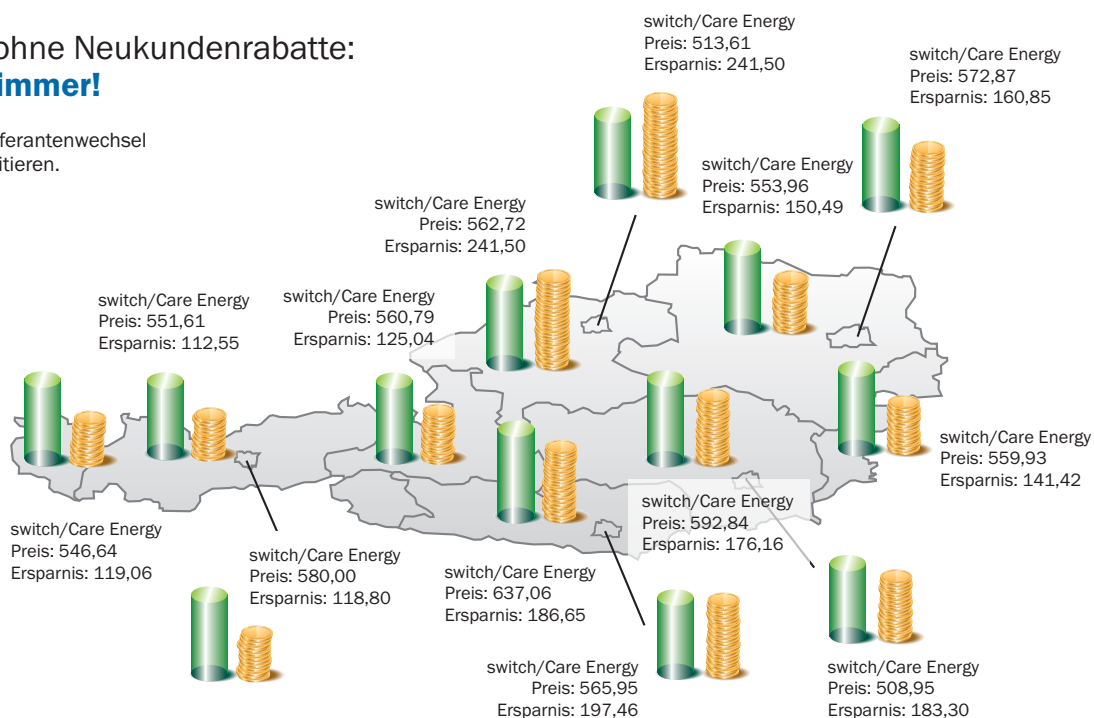 ohne Neukundenrabatte:
immer!
ferantenwechsel
itieren.
switch/Care Energy
Preis: 513,61
Ersparnis: 241,50
switch/Care Energy
Preis: 572,87
Ersparnis: 160,85
switch/Care Energy
Preis: 553,96
Ersparnis: 150,49
switch/Care Energy
Preis: 562,72
Ersparnis: 241,50
switch/Care Energy
Preis: 560,79
Ersparnis: 125,04
switch/Care Energy
Preis: 551,61
Ersparnis: 112,55
switch/Care Energy
Preis: 559,93
Ersparnis: 141,42
switch/Care Energy
Preis: 592,84
Ersparnis: 176,16
switch/Care Energy
Preis: 546,64
Ersparnis: 119,06
switch/Care Energy
Preis: 580,00
Ersparnis: 118,80
switch/Care Energy
Preis: 637,06
Ersparnis: 186,65
switch/Care Energy
Preis: 565,95
Ersparnis: 197,46
switch/Care Energy
Preis: 508,95
Ersparnis: 183,30